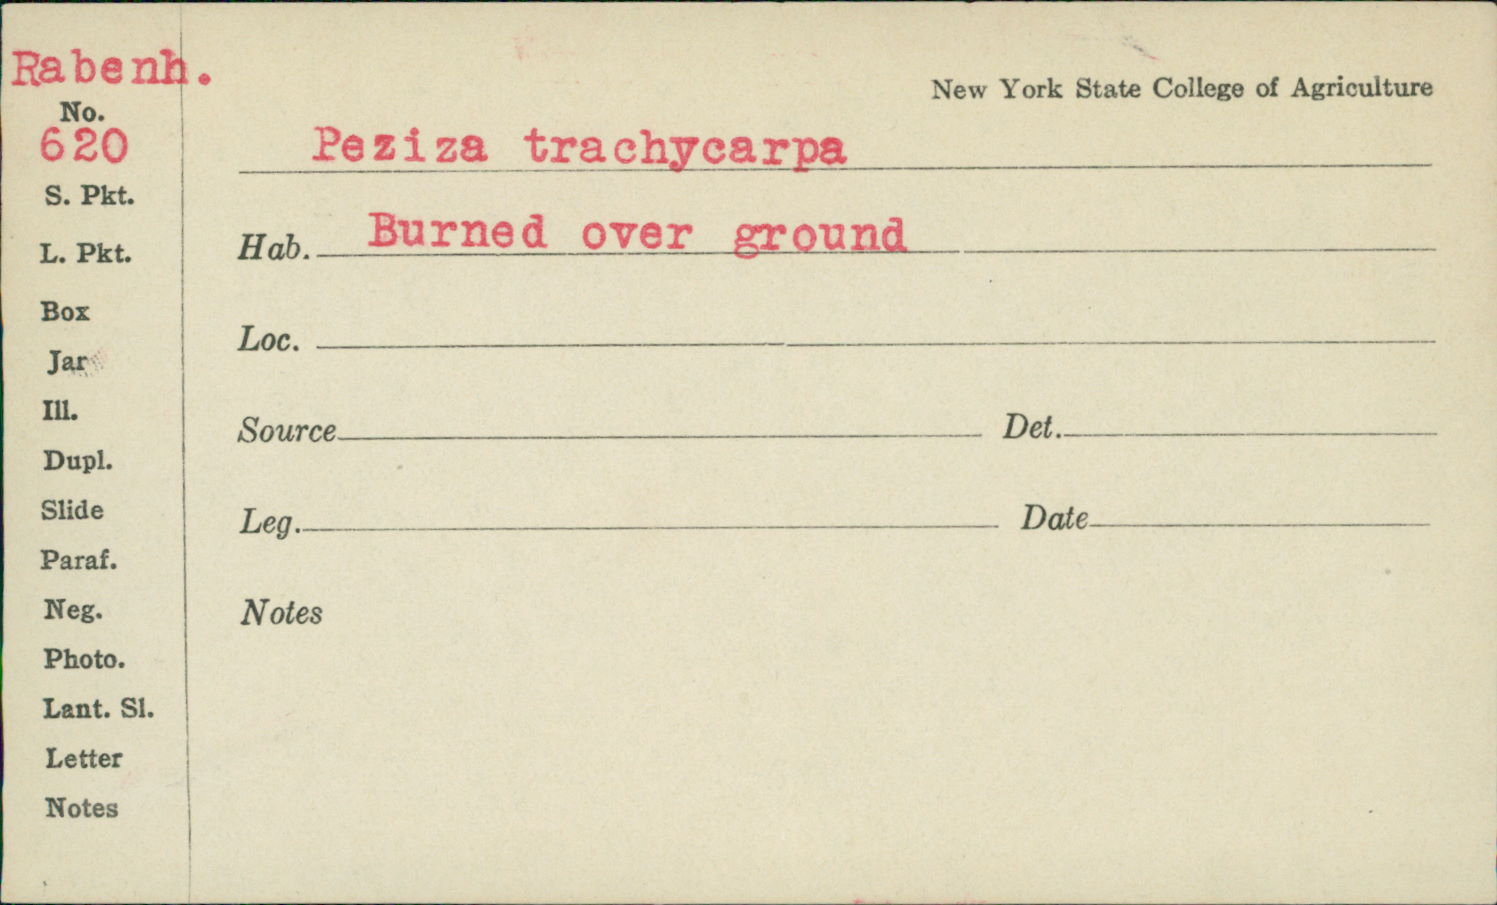 Rabenh.
No.
620
S. Pkt.
L. Pkt.
Box
Jar
Ill.
Dupl.
Slide
Paraf.
Neg.
Photo.
Lant. Sl.
Letter
Notes
New York State College of Agriculture
Peziza trachycarpa
Hab. Burned over ground
Loc.
Source Det.
Leg. Date
Notes